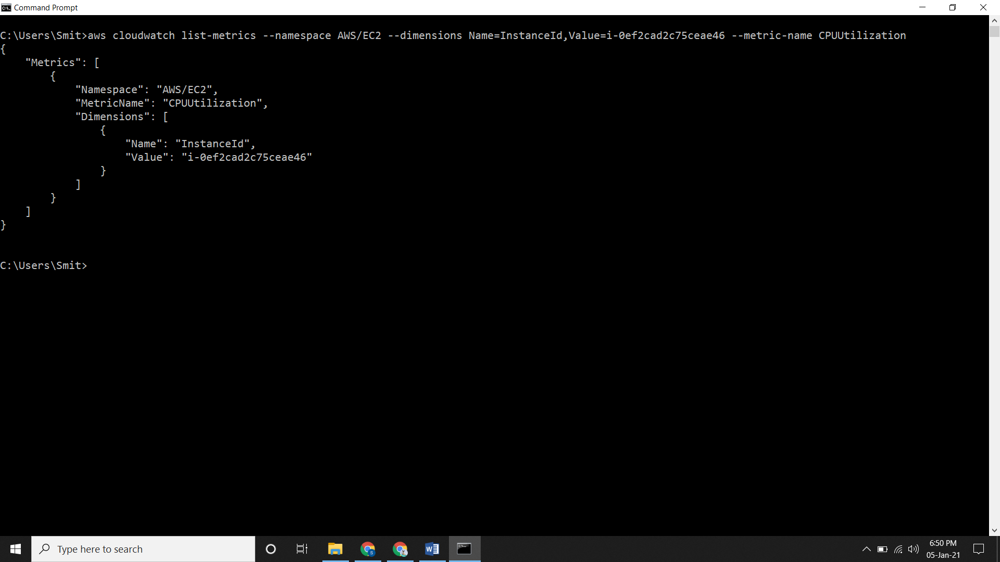 Command Prompt
C:\Users\Smit>aws cloudwatch list-metrics --namespace AWS/EC2 --dimensions Name=InstanceId,Value=i-0ef2cad2c75ceae46 --metric-name CPUUtilization
{
    "Metrics": [
        {
            "Namespace": "AWS/EC2",
            "MetricName": "CPUUtilization",
            "Dimensions": [
                {
                    "Name": "InstanceId",
                    "Value": "i-0ef2cad2c75ceae46"
                }
            ]
        }
    ]
}
C:\Users\Smit>
Type here to search
6:50 PM
05-Jan-21